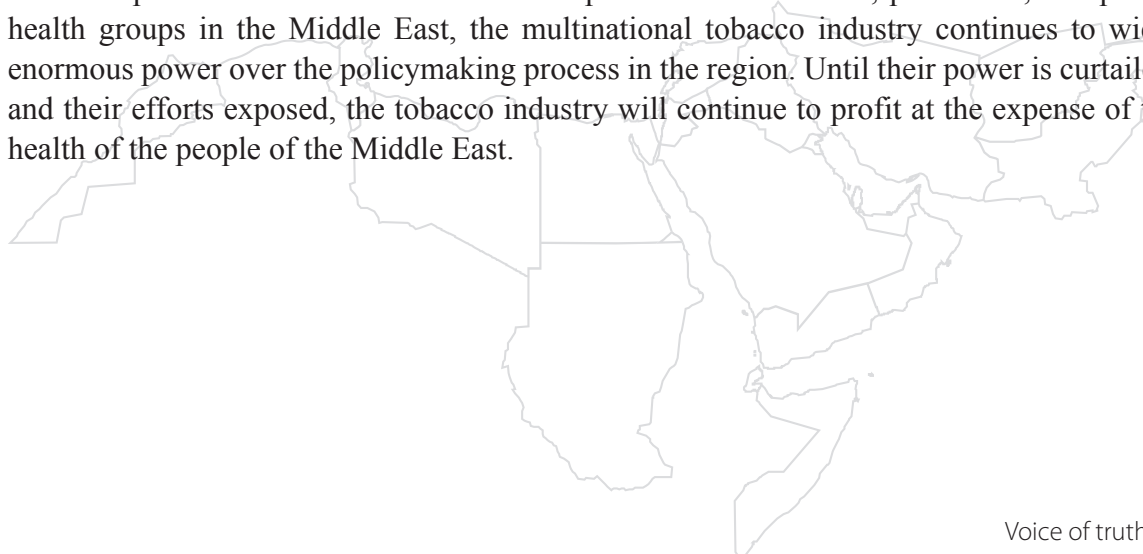 health groups in the Middle East, the multinational tobacco industry continues to
enormous power over the policymaking process in the region. Until their power is
and their efforts exposed, the tobacco industry will continue to profit at the expense of
health of the people of the Middle East.
Voice of truth